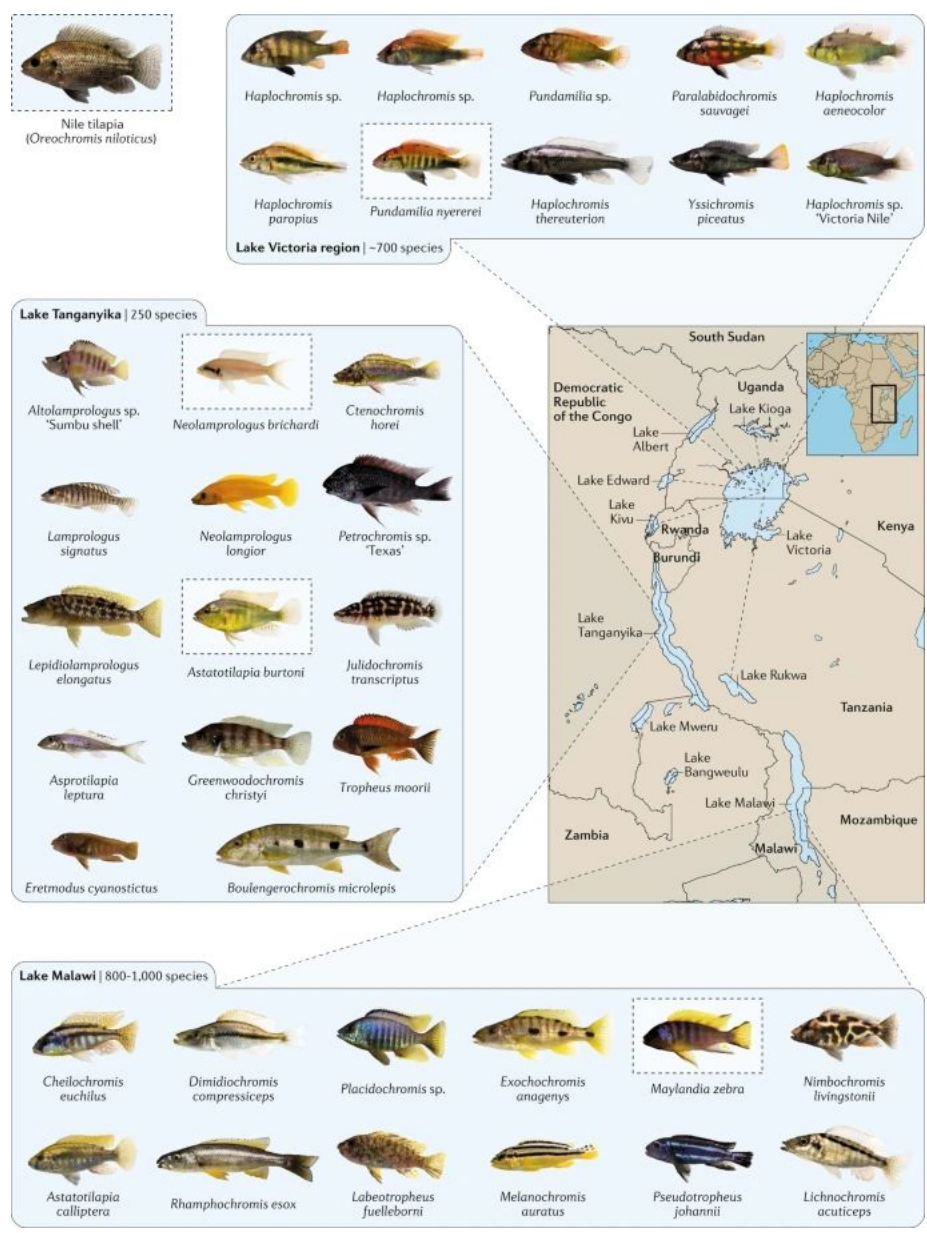 Nile tilapia
(Oreochromis niloticus)
Haplochromis sp.
Haplochromis sp.
Pundamilia sp.
Paralabidochromis
sauvagei
Haplochromis
aeneocolor
Haplochromis
paropius
Pundamilia nyererei
Haplochromis
thereuterion
Yssichromis
piceatus
Haplochromis sp.
'Victoria Nile'
Lake Victoria region | ~700 species
Lake Tanganyika | 250 species
Altolamprologus sp.
'Sumbu shell'
Neolamprologus brichardi
Ctenochromis
horei
Lamprologus
signatus
Neolamprologus
longior
Petrochromis sp.
'Texas'
Lepidiolamprologus
elongatus
Astatotilapia burtoni
Julidochromis
transcriptus
Asprotilapia
leptura
Greenwoodochromis
christyi
Tropheus moorii
Eretmodus cyanostictus
Boulengerochromis microlepis
South Sudan
Democratic
Republic
of the Congo
Uganda
Lake Kioga
Lake
Albert
Lake Edward
Lake
Kivu
Rwanda
Burundi
Kenya
Lake
Victoria
Lake
Tanganyika
Lake Rukwa
Tanzania
Lake Mweru
Lake
Bangweulu
Lake Malawi
Mozambique
Zambia
Malawi
Lake Malawi | 800-1,000 species
Cheilochromis
euchilus
Dimidiochromis
compressiceps
Placidochromis sp.
Exochochromis
anagenys
Maylandia zebra
Nimbochromis
livingstonii
Astatotilapia
calliptera
Rhamphochromis esox
Labeotropheus
fuelleborni
Melanochromis
auratus
Pseudotropheus
johannii
Lichnochromis
acuticeps